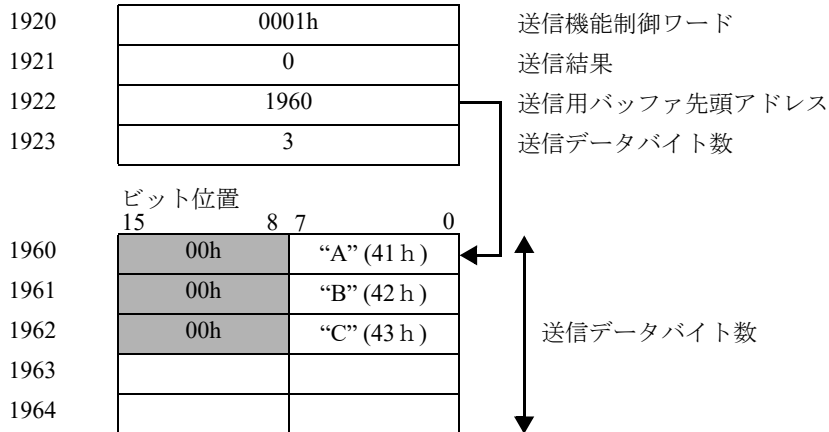 1920 0001h 送信機能制御ワード
1921 0 送信結果
1922 1960 送信用バッファ先頭アドレス
1923 3 送信データバイト数
ビット位置
15 8 7 0
1960 00h “A” (41ｈ)
1961 00h “B” (42ｈ)
1962 00h “C” (43ｈ) 送信データバイト数
1963
1964